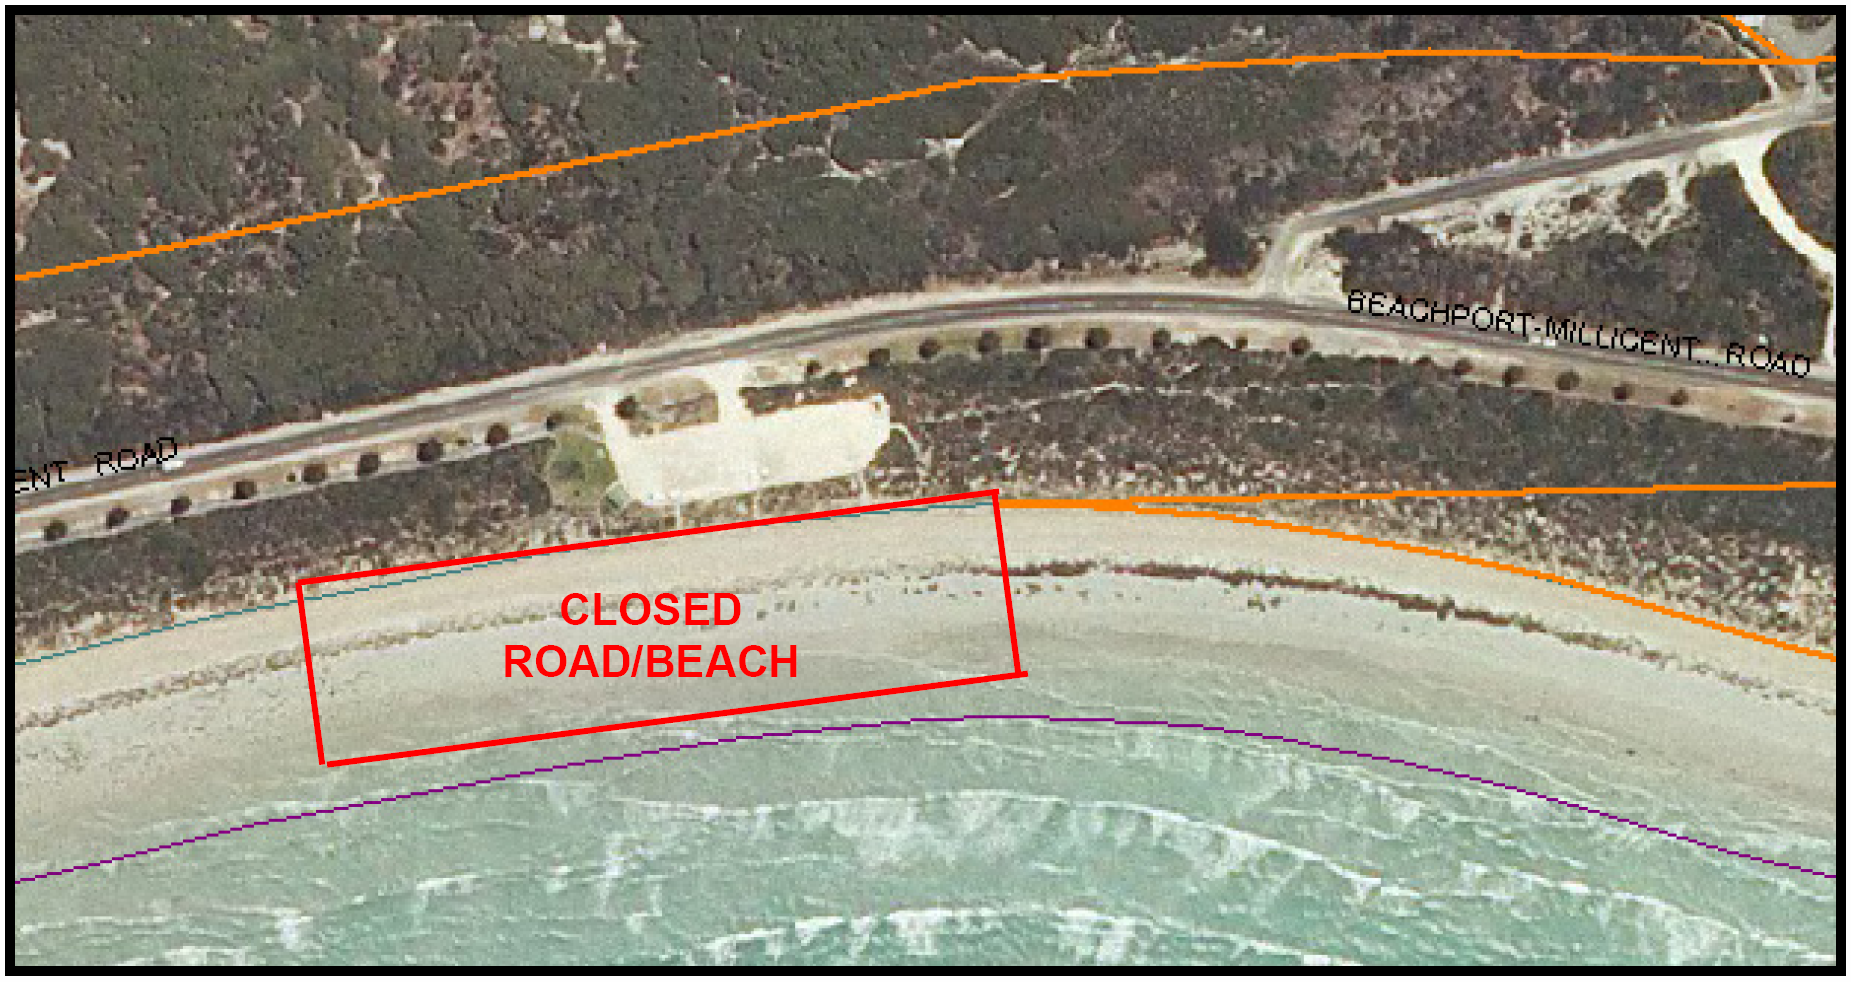 BEACHPORT-MILLICENT...ROAD
ENT ROAD
CLOSED
ROAD/BEACH